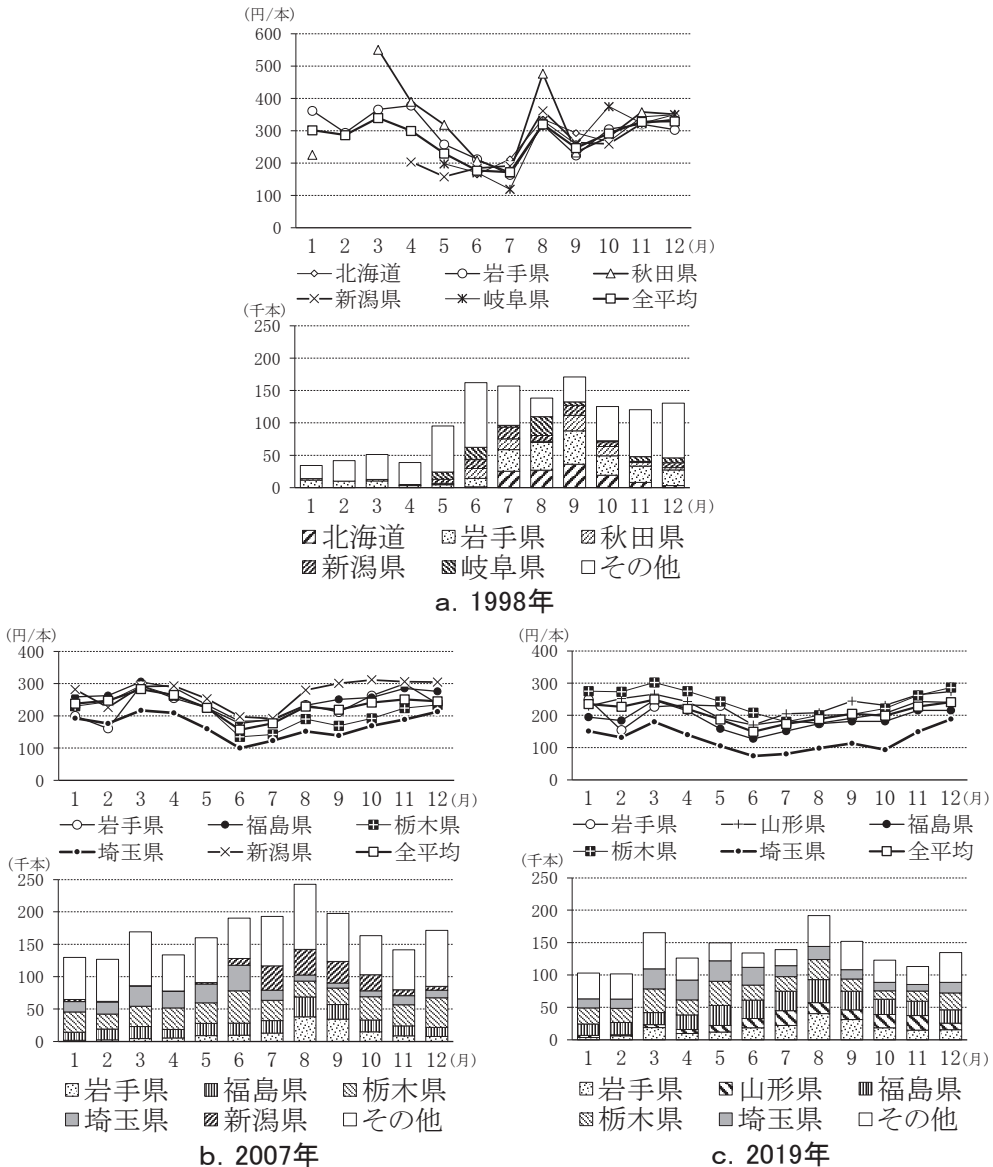 (円/本)
600
500
400
300
200
100
0
1 2 3 4 5 6 7 8 9 10 11 12 (月)
北海道 岩手県 秋田県
新潟県 岐阜県 全平均
(千本)
250
200
150
100
50
0
1 2 3 4 5 6 7 8 9 10 11 12 (月)
北海道 岩手県 秋田県
新潟県 岐阜県 その他
a. 1998年
(円/本)
400
300
200
100
0
1 2 3 4 5 6 7 8 9 10 11 12 (月)
岩手県 福島県 栃木県
埼玉県 新潟県 全平均
(千本)
250
200
150
100
50
0
1 2 3 4 5 6 7 8 9 10 11 12 (月)
岩手県 福島県 栃木県
埼玉県 新潟県 その他
b. 2007年
(円/本)
400
300
200
100
0
1 2 3 4 5 6 7 8 9 10 11 12 (月)
岩手県 山形県 福島県
栃木県 埼玉県 全平均
(千本)
250
200
150
100
50
0
1 2 3 4 5 6 7 8 9 10 11 12 (月)
岩手県 山形県 福島県
栃木県 埼玉県 その他
c. 2019年